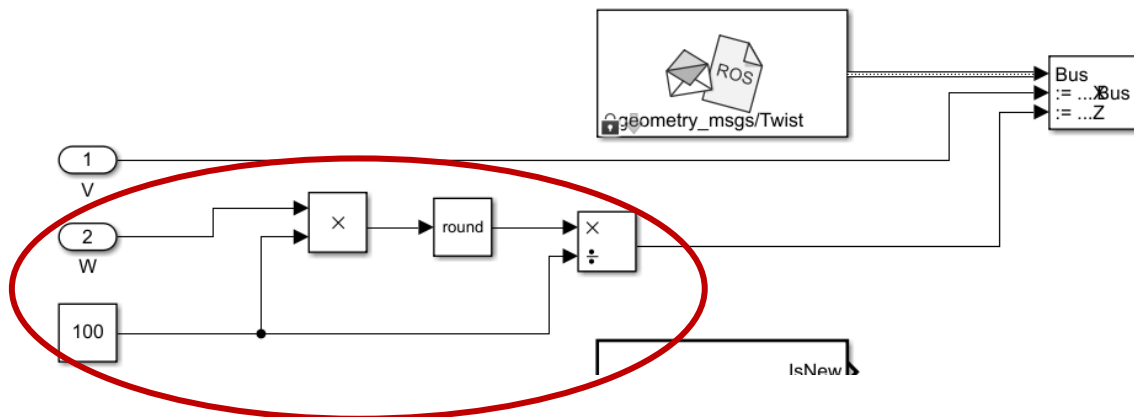 ROS
geometry_msgs/Twist
Bus
:= ...X
Bus
:= ...Z
1
V
2
W
×
round
×
÷
100
IsNew